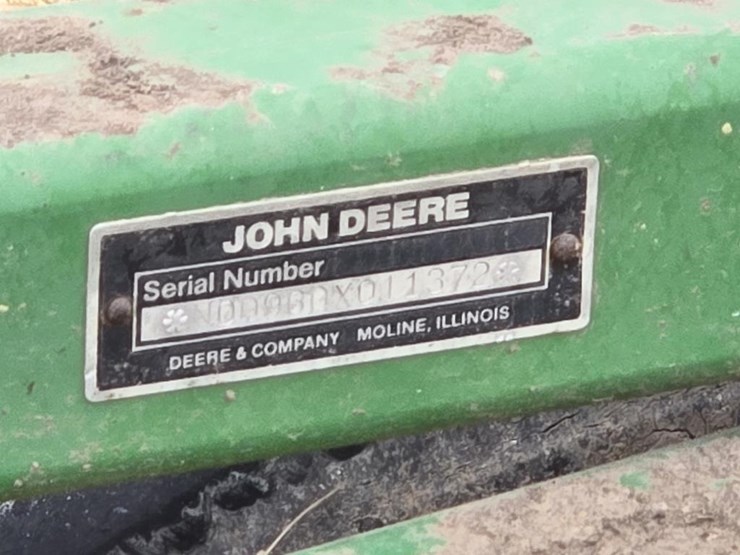 JOHN DEERE
Serial Number
DEERE & COMPANY MOLINE, ILLINOIS